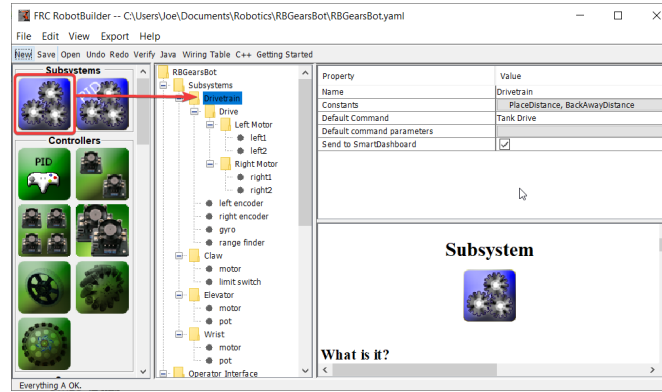 FRC RobotBuilder -- C:\Users\Joe\Documents\Robotics\RBGearsBot\RBGearsBot.yaml
File Edit View Export Help
New Save Open Undo Redo Verify Java Wiring Table C++ Getting Started
Subsystems
PID
Controllers
PID
RBGearsBot
Subsystems
Drivetrain
Drive
Left Motor
left1
left2
Right Motor
right1
right2
left encoder
right encoder
gyro
range finder
Claw
motor
limit switch
Elevator
motor
pot
Wrist
motor
pot
Operator Interface
Property Value
Name Drivetrain
Constants PlaceDistance, BackAwayDistance
Default Command Tank Drive
Default command parameters
Send to SmartDashboard
Subsystem
What is it?
Everything A OK.